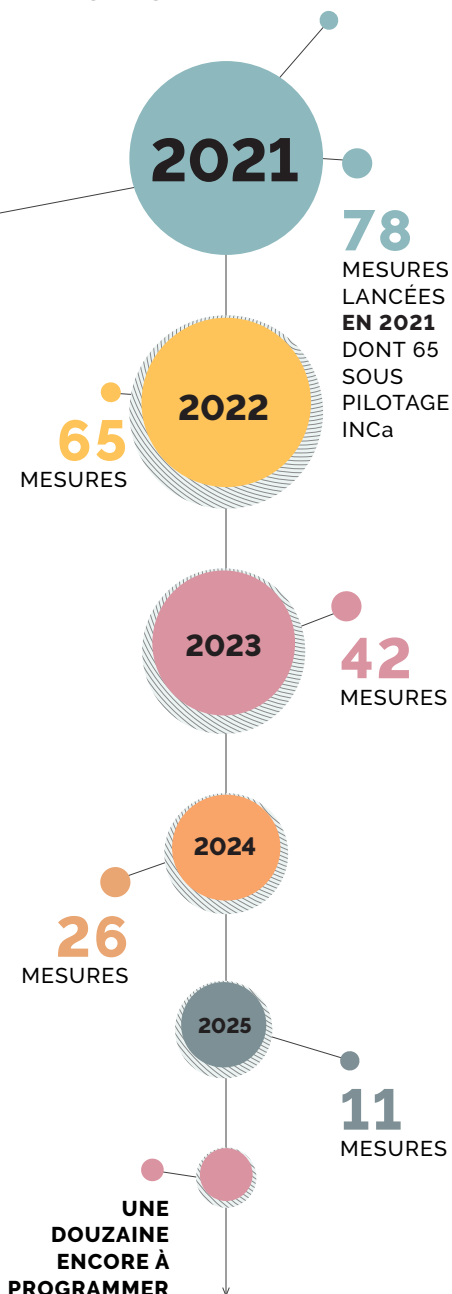 2021
78
MESURES
LANCÉES
EN 2021
DONT 65
SOUS
PILOTAGE
INCa
2022
65
MESURES
2023
42
MESURES
2024
26
MESURES
2025
11
MESURES
UNE
DOUZAINE
ENCORE À
PROGRAMMER